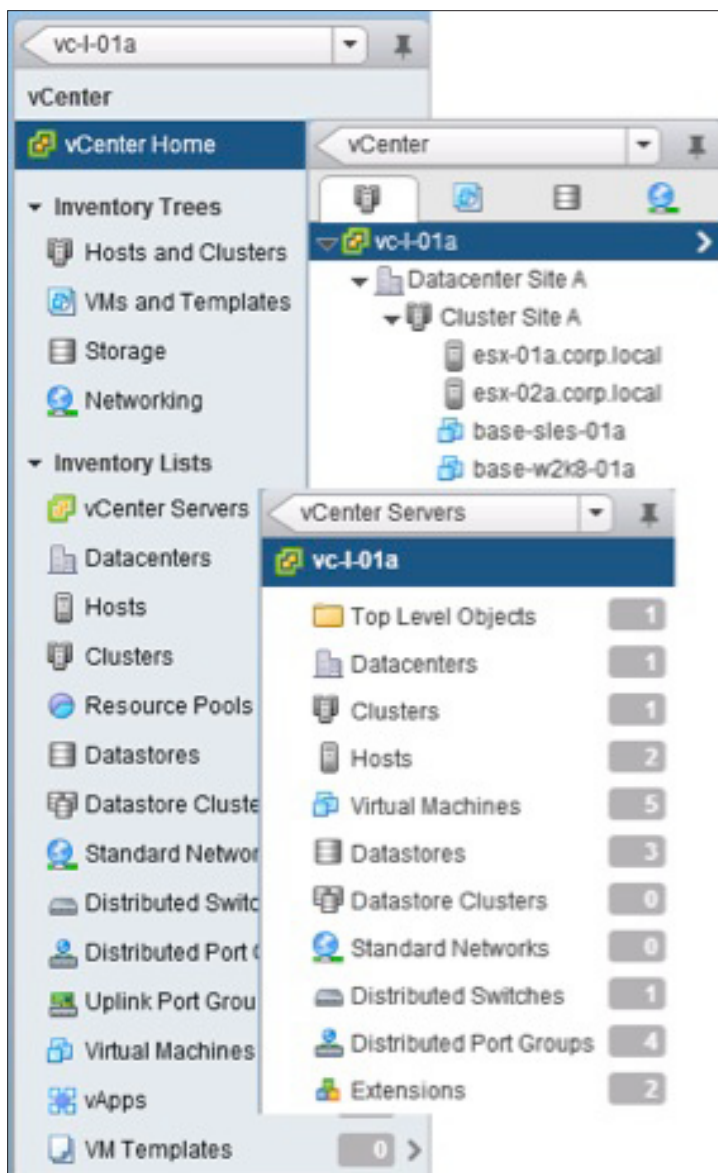 vc-l-01a
vCenter
vCenter Home
Inventory Trees
Hosts and Clusters
VMs and Templates
Storage
Networking
Inventory Lists
vCenter Servers
Datacenters
Hosts
Clusters
Resource Pools
Datastores
Datastore Cluste
Standard Networ
Distributed Switc
Distributed Port
Uplink Port Grou
Virtual Machines
vApps
VM Templates 0
vCenter
vc-l-01a
Datacenter Site A
Cluster Site A
esx-01a.corp.local
esx-02a.corp.local
base-sles-01a
base-w2k8-01a
vCenter Servers
vc-l-01a
Top Level Objects 1
Datacenters 1
Clusters 1
Hosts 2
Virtual Machines 5
Datastores 3
Datastore Clusters 0
Standard Networks 0
Distributed Switches 1
Distributed Port Groups 4
Extensions 2